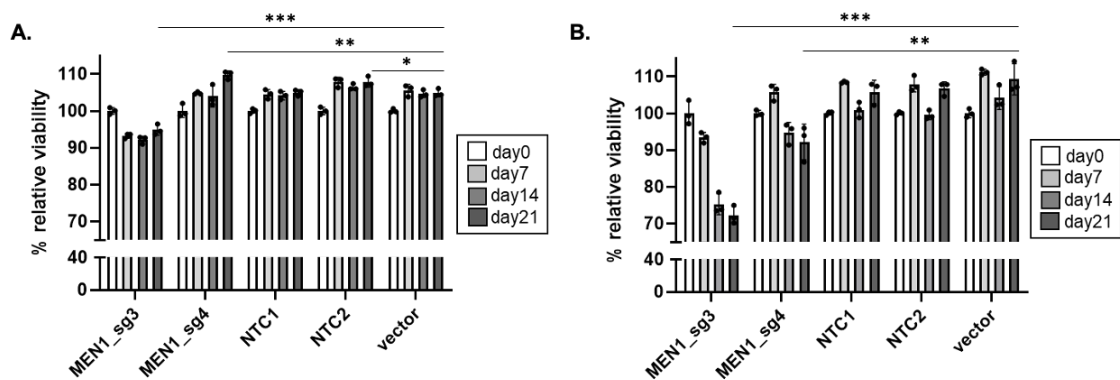 A.
***
**
*
% relative viability
110
100
90
80
70
40
0
MEN1_sg3
MEN1_sg4
NTC1
NTC2
vector
day0
day7
day14
day21
B.
***
**
% relative viability
110
100
90
80
70
40
0
MEN1_sg3
MEN1_sg4
NTC1
NTC2
vector
day0
day7
day14
day21